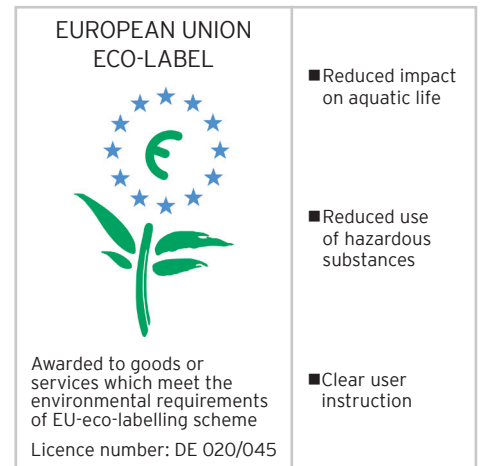 EUROPEAN UNION
ECO-LABEL
Є
Awarded to goods or
services which meet the
environmental requirements
of EU-eco-labelling scheme
Licence number: DE 020/045
■Reduced impact
on aquatic life
■Reduced use
of hazardous
substances
■Clear user
instruction